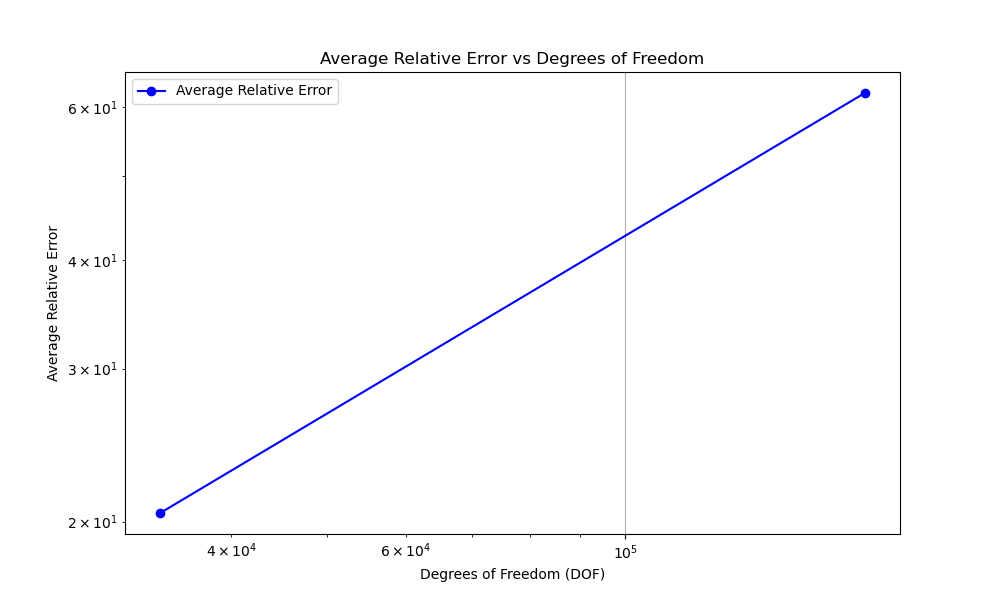 Average Relative Error vs Degrees of Freedom
Average Relative Error
6 × 10¹
4 × 10¹
3 × 10¹
2 × 10¹
Average Relative Error
4 × 10⁴
6 × 10⁴
10⁵
Degrees of Freedom (DOF)